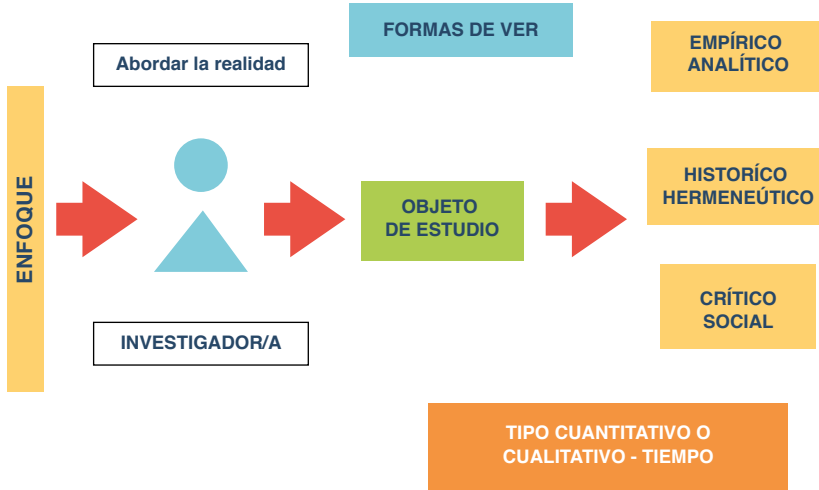 FORMAS DE VER
Abordar la realidad
EMPÍRICO
ANALÍTICO
ENFOQUE
OBJETO
DE ESTUDIO
HISTORÍCO
HERMENEÚTICO
INVESTIGADOR/A
CRÍTICO
SOCIAL
TIPO CUANTITATIVO O
CUALITATIVO - TIEMPO